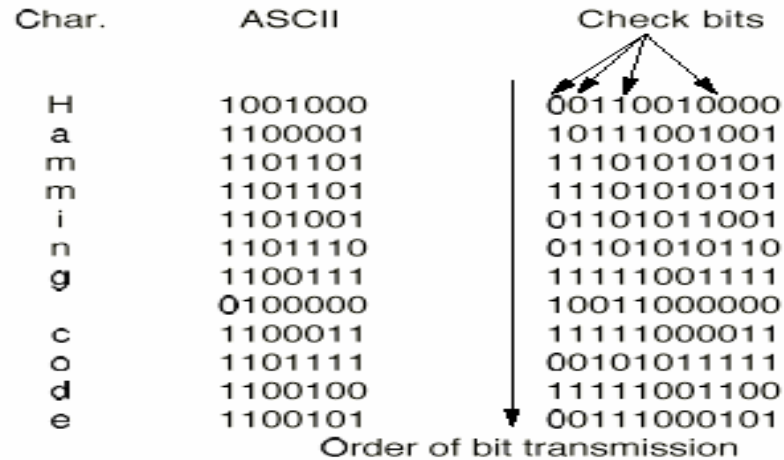 Char. ASCII Check bits
H 1001000 00110010000
a 1100001 10111001001
m 1101101 11101010101
m 1101101 11101010101
i 1101001 01101011001
n 1101110 01101010110
g 1100111 11111001111
0100000 10011000000
c 1100011 11111000011
o 1101111 00101011111
d 1100100 11111001100
e 1100101 00111000101
Order of bit transmission